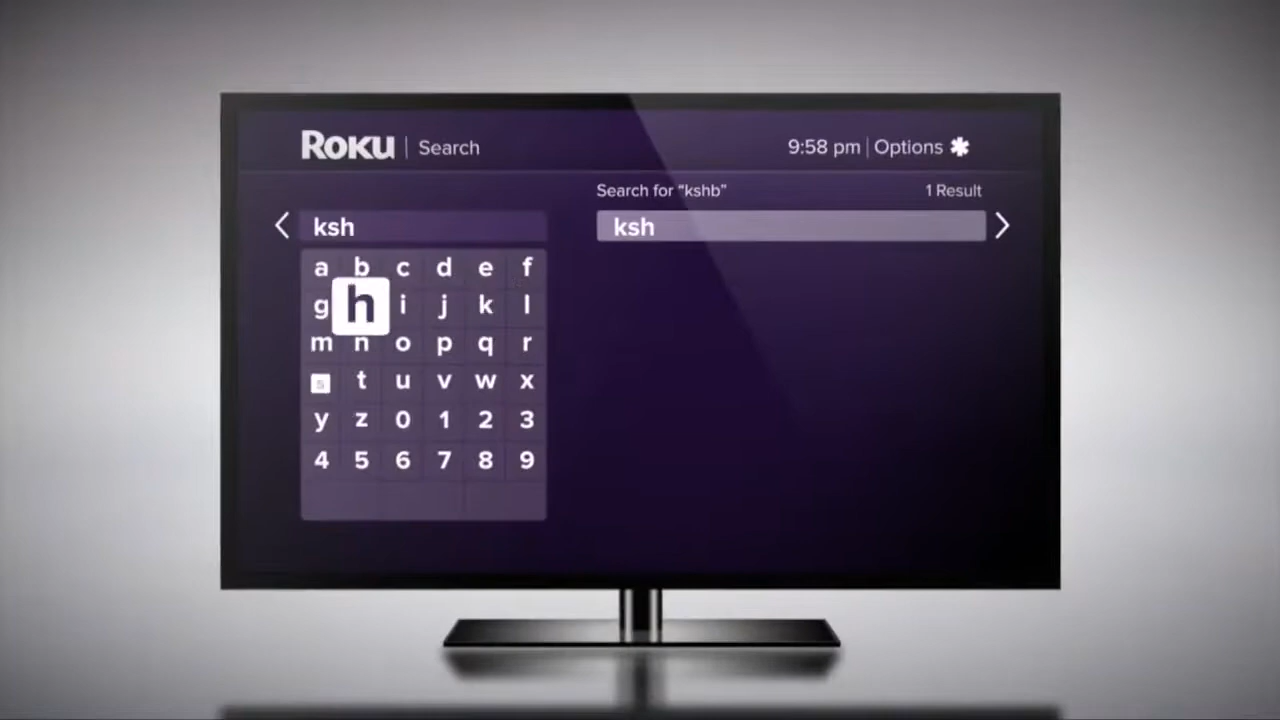 Roku | Search
9:58 pm | Options ✱
Search for “kshb”
1 Result
ksh
ksh
a b c d e f
g h i j k l
m n o p q r
s t u v w x
y z 0 1 2 3
4 5 6 7 8 9